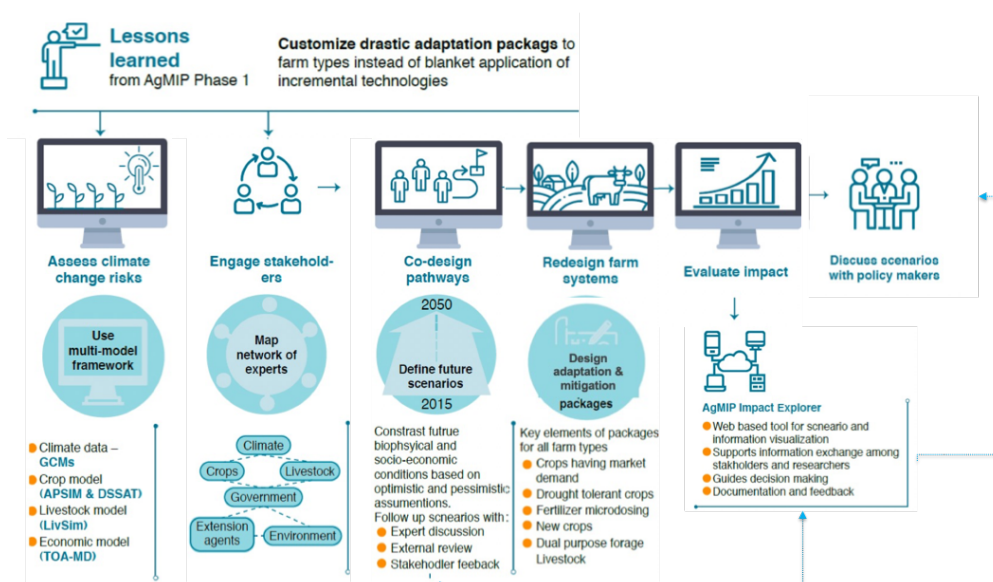 Lessons
learned
from AgMIP Phase 1
Customize drastic adaptation packags to
farm types instead of blanket application of
incremental technologies
Assess climate
change risks
Engage stakehold-
ers
Co-design
pathways
Redesign farm
systems
Evaluate impact
Discuss scenarios
with policy makers
Use
multi-model
framework
Map
network of
experts
2050
Define future
scenarios
2015
Design
adaptation &
mitigation
packages
Climate data –
GCMs
Crop model
(APSIM & DSSAT)
Livestock model
(LivSim)
Economic model
(TOA-MD)
Climate
Crops
Livestock
Government
Extension
agents
Environment
Constrast futrue
biophsyical and
socio-economic
conditions based on
optimistic and pessimistic
assumentions.
Follow up scnearios with:
Expert discussion
External review
Stakehodler feeback
Key elements of packages
for all farm types
Crops having market
demand
Drought tolerant crops
Fertilizer microdosing
New crops
Dual purpose forage
Livestock
AgMIP Impact Explorer
Web based tool for scneario and
information visualization
Supports information exchange among
stakholders and researchers
Guides decision making
Documentation and feedback